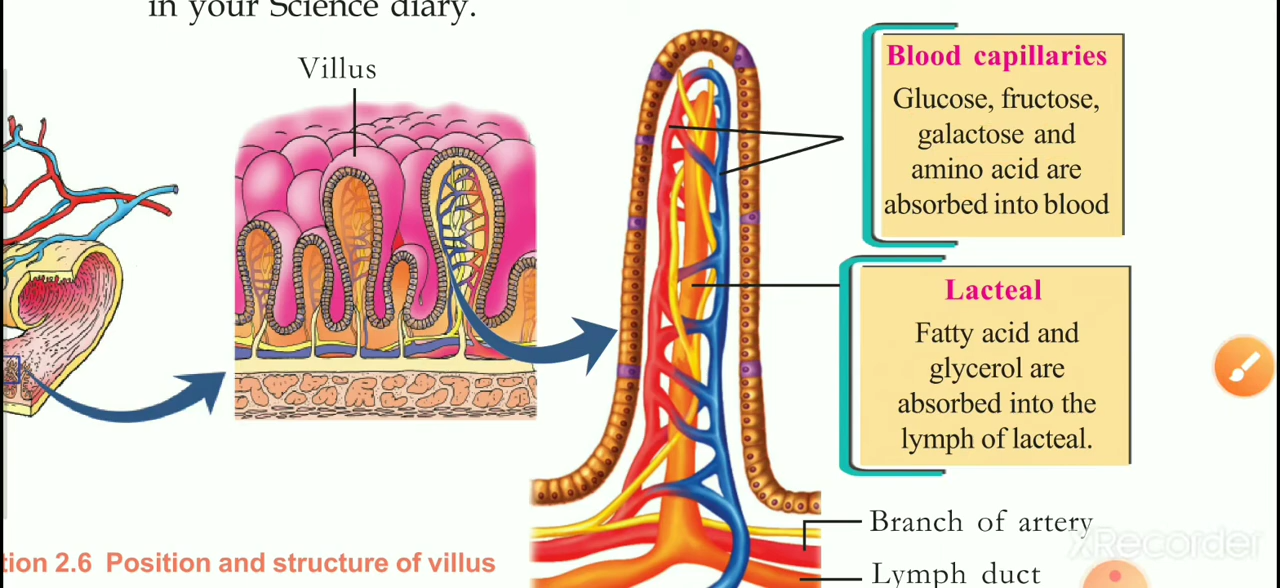 in your Science diary.
Villus
Blood capillaries
Glucose, fructose,
galactose and
amino acid are
absorbed into blood
Lacteal
Fatty acid and
glycerol are
absorbed into the
lymph of lacteal.
Branch of artery
Lymph duct
tion 2.6 Position and structure of villus
XRecorder